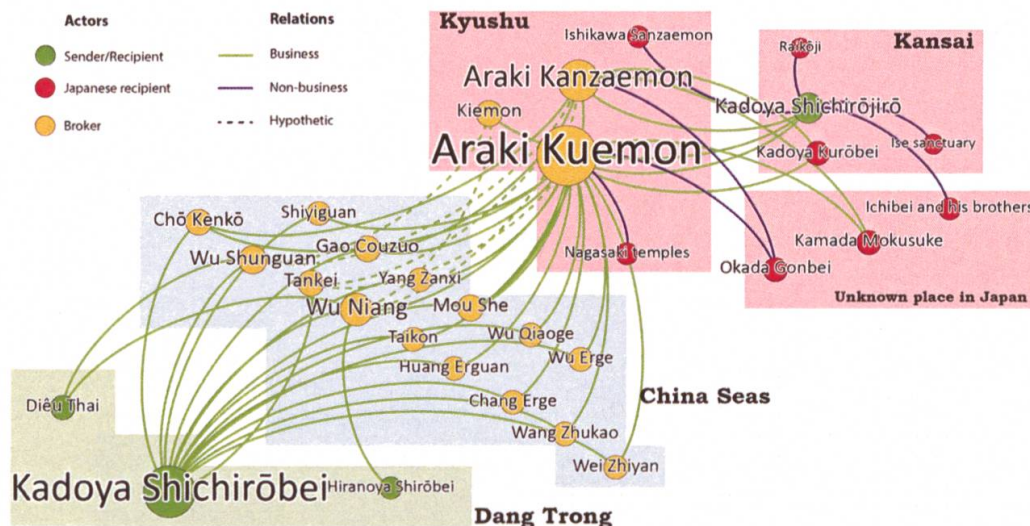 Actors
Relations
Sender/Recipient
Business
Japanese recipient
Non-business
Broker
Hypothetic
Kyushu
Ishikawa Sanzaemon
Araki Kanzaemon
Kiemon
Araki Kuemon
Nagasaki temples
Kansai
Raikōji
Kadoya Shichirōjirō
Ise sanctuary
Kadoya Kurōbei
Ichibei and his brothers
Kamada Mokusuke
Okada Gonbei
Unknown place in Japan
Chō Kenkō
Shiyiguan
Wu Shunguan
Gao Couzuo
Tankei
Yang Zanxi
Wu Niang
Mou She
Taikon
Wu Qiaoge
Huang Erguan
Wu Erge
Chang Erge
China Seas
Wang Zhukao
Wei Zhiyan
Diêu Thai
Kadoya Shichirōbei
Hiranoya Shirōbei
Dang Trong